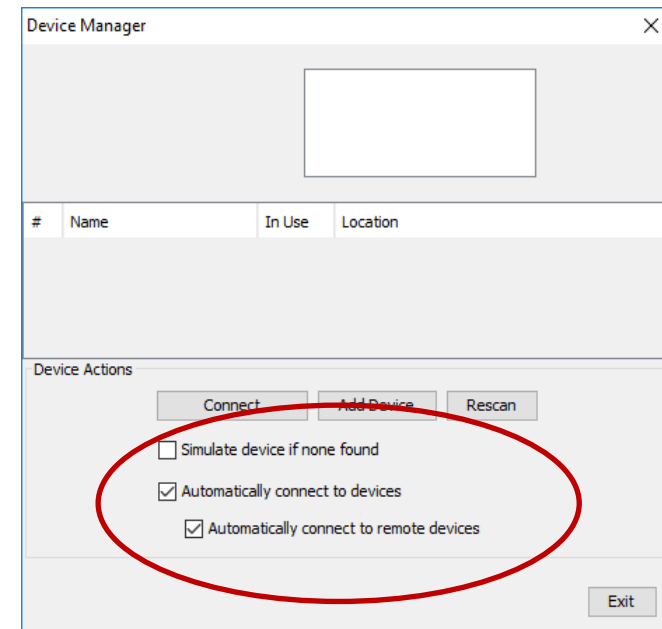 Device Manager
# Name In Use Location
Device Actions
Connect Add Device Rescan
Simulate device if none found
Automatically connect to devices
Automatically connect to remote devices
Exit